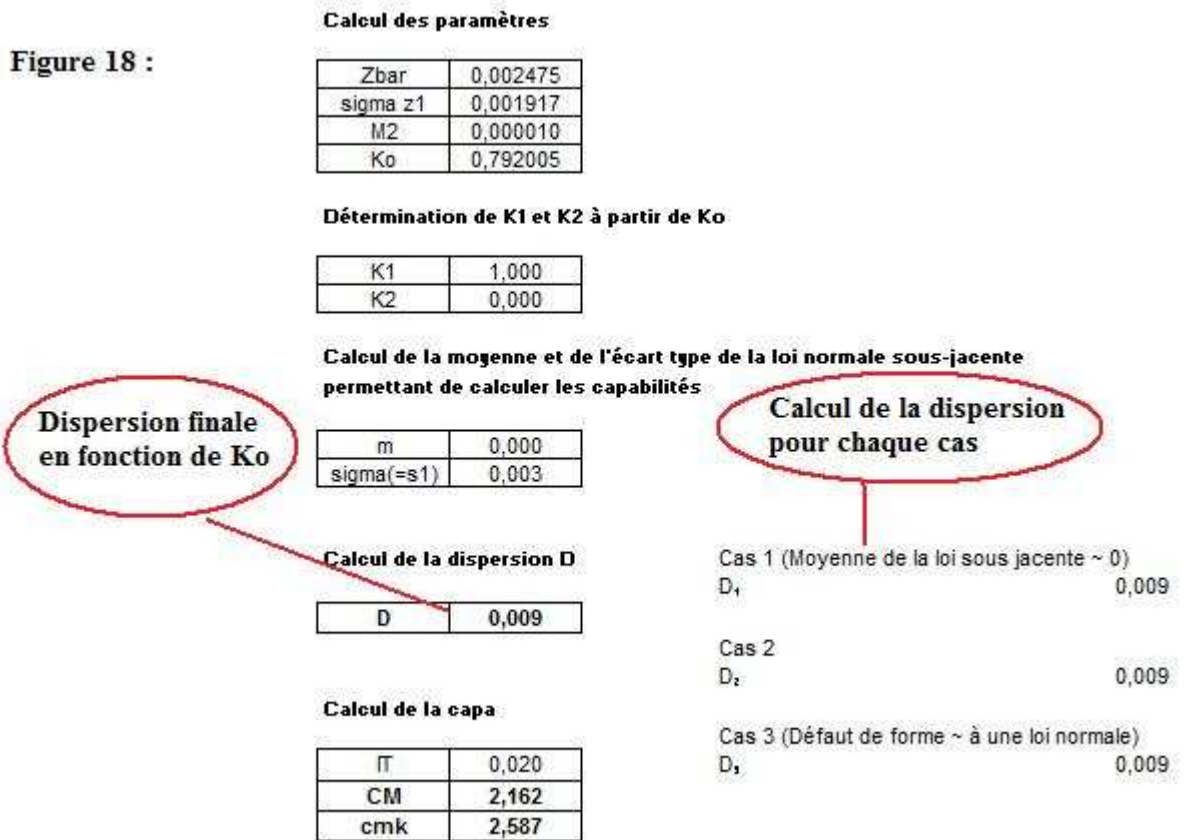 Calcul des paramètres
Figure 18 :
Zbar 0,002475
sigma z1 0,001917
M2 0,000010
Ko 0,792005
Détermination de K1 et K2 à partir de Ko
K1 1,000
K2 0,000
Calcul de la moyenne et de l'écart type de la loi normale sous-jacente
permettant de calculer les capabilités
Dispersion finale
en fonction de Ko
m 0,000
sigma(=s1) 0,003
Calcul de la dispersion
pour chaque cas
Calcul de la dispersion D
D 0,009
Cas 1 (Moyenne de la loi sous jacente ~ 0)
D₁ 0,009
Cas 2
D₂ 0,009
Cas 3 (Défaut de forme ~ à une loi normale)
D₃ 0,009
Calcul de la capa
IT 0,020
CM 2,162
cmk 2,587